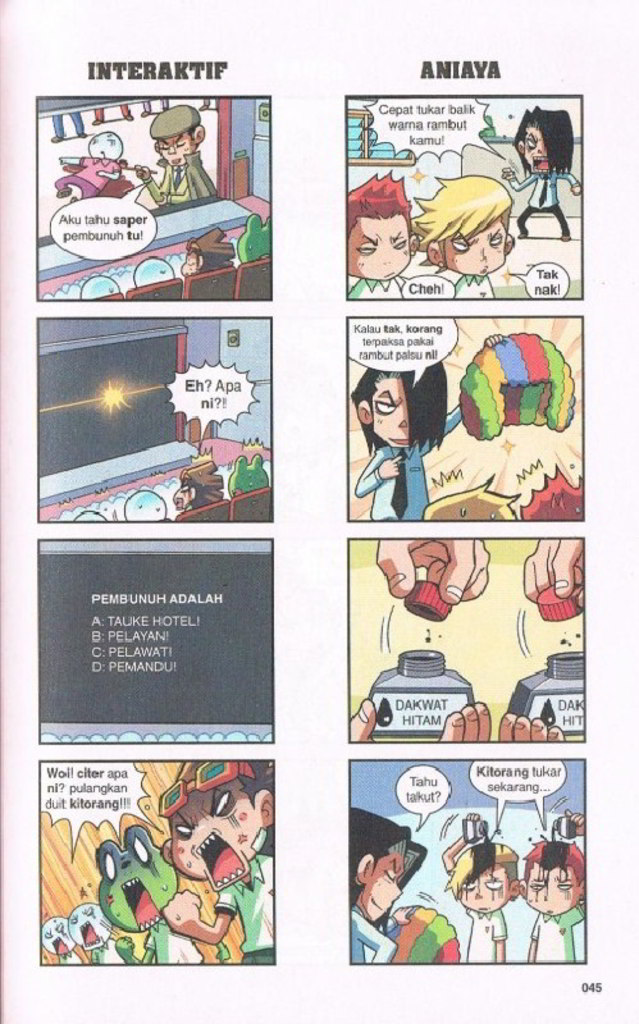 INTERAKTIF
Aku tahu saper
pembunuh tu!
Eh? Apa
ni?!
PEMBUNUH ADALAH
A: TAUKE HOTEL!
B: PELAYAN!
C: PELAWAT!
D: PEMANDU!
Woi! citer apa
ni? pulangkan
duit kitorang!!!
ANIAYA
Cepat tukar balik
warna rambut
kamu!
Cheh!
Tak
nak!
Kalau tak, korang
terpaksa pakai
rambut palsu ni!
DAKWAT
HITAM
DAK
HIT
Tahu
takut?
Kitorang tukar
sekarang...
045